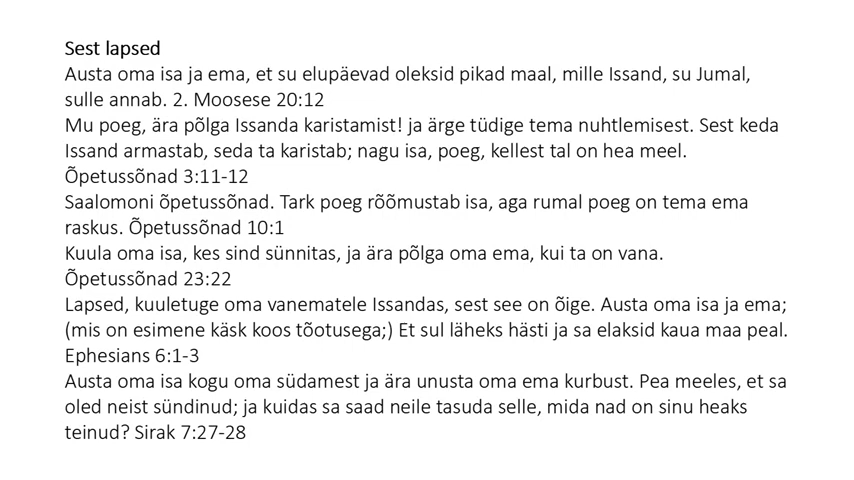 Sest lapsed
Austa oma isa ja ema, et su elupäevad oleksid pikad maal, mille Issand, su Jumal,
sulle annab. 2. Moosese 20:12
Mu poeg, ära põlga Issanda karistamist! ja ärge tüdige tema nuhtlemisest. Sest keda
Issand armastab, seda ta karistab; nagu isa, poeg, kellest tal on hea meel.
Õpetussõnad 3:11-12
Saalomoni õpetussõnad. Tark poeg rõõmustab isa, aga rumal poeg on tema ema
raskus. Õpetussõnad 10:1
Kuula oma isa, kes sind sünnitas, ja ära põlga oma ema, kui ta on vana.
Õpetussõnad 23:22
Lapsed, kuuletuge oma vanematele Issandas, sest see on õige. Austa oma isa ja ema;
(mis on esimene käsk koos tõotusega;) Et sul läheks hästi ja sa elaksid kaua maa peal.
Ephesians 6:1-3
Austa oma isa kogu oma südamest ja ära unusta oma ema kurbust. Pea meeles, et sa
oled neist sündinud; ja kuidas sa saad neile tasuda selle, mida nad on sinu heaks
teinud? Sirak 7:27-28